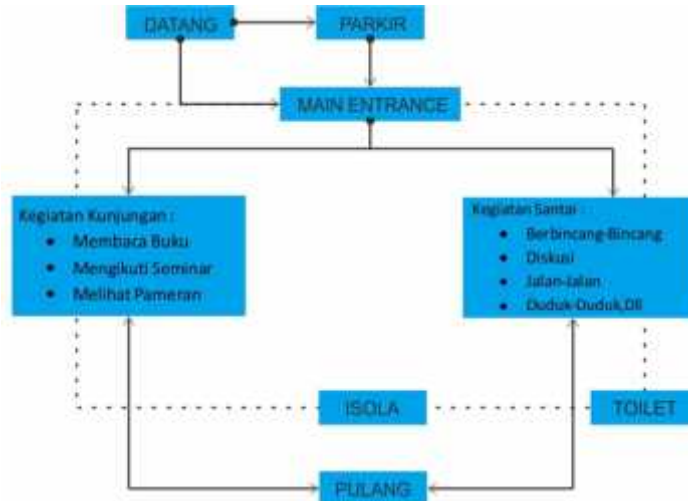 DATANG
PARKIR
MAIN ENTRANCE
Kegiatan Kunjungan :
• Membaca Buku
• Mengikuti Seminar
• Melihat Pameran
Kegiatan Santai :
• Berbincang-Bincang
• Diskusi
• Jalan-Jalan
• Duduk-Duduk,Dll
ISOLA
TOILET
PULANG